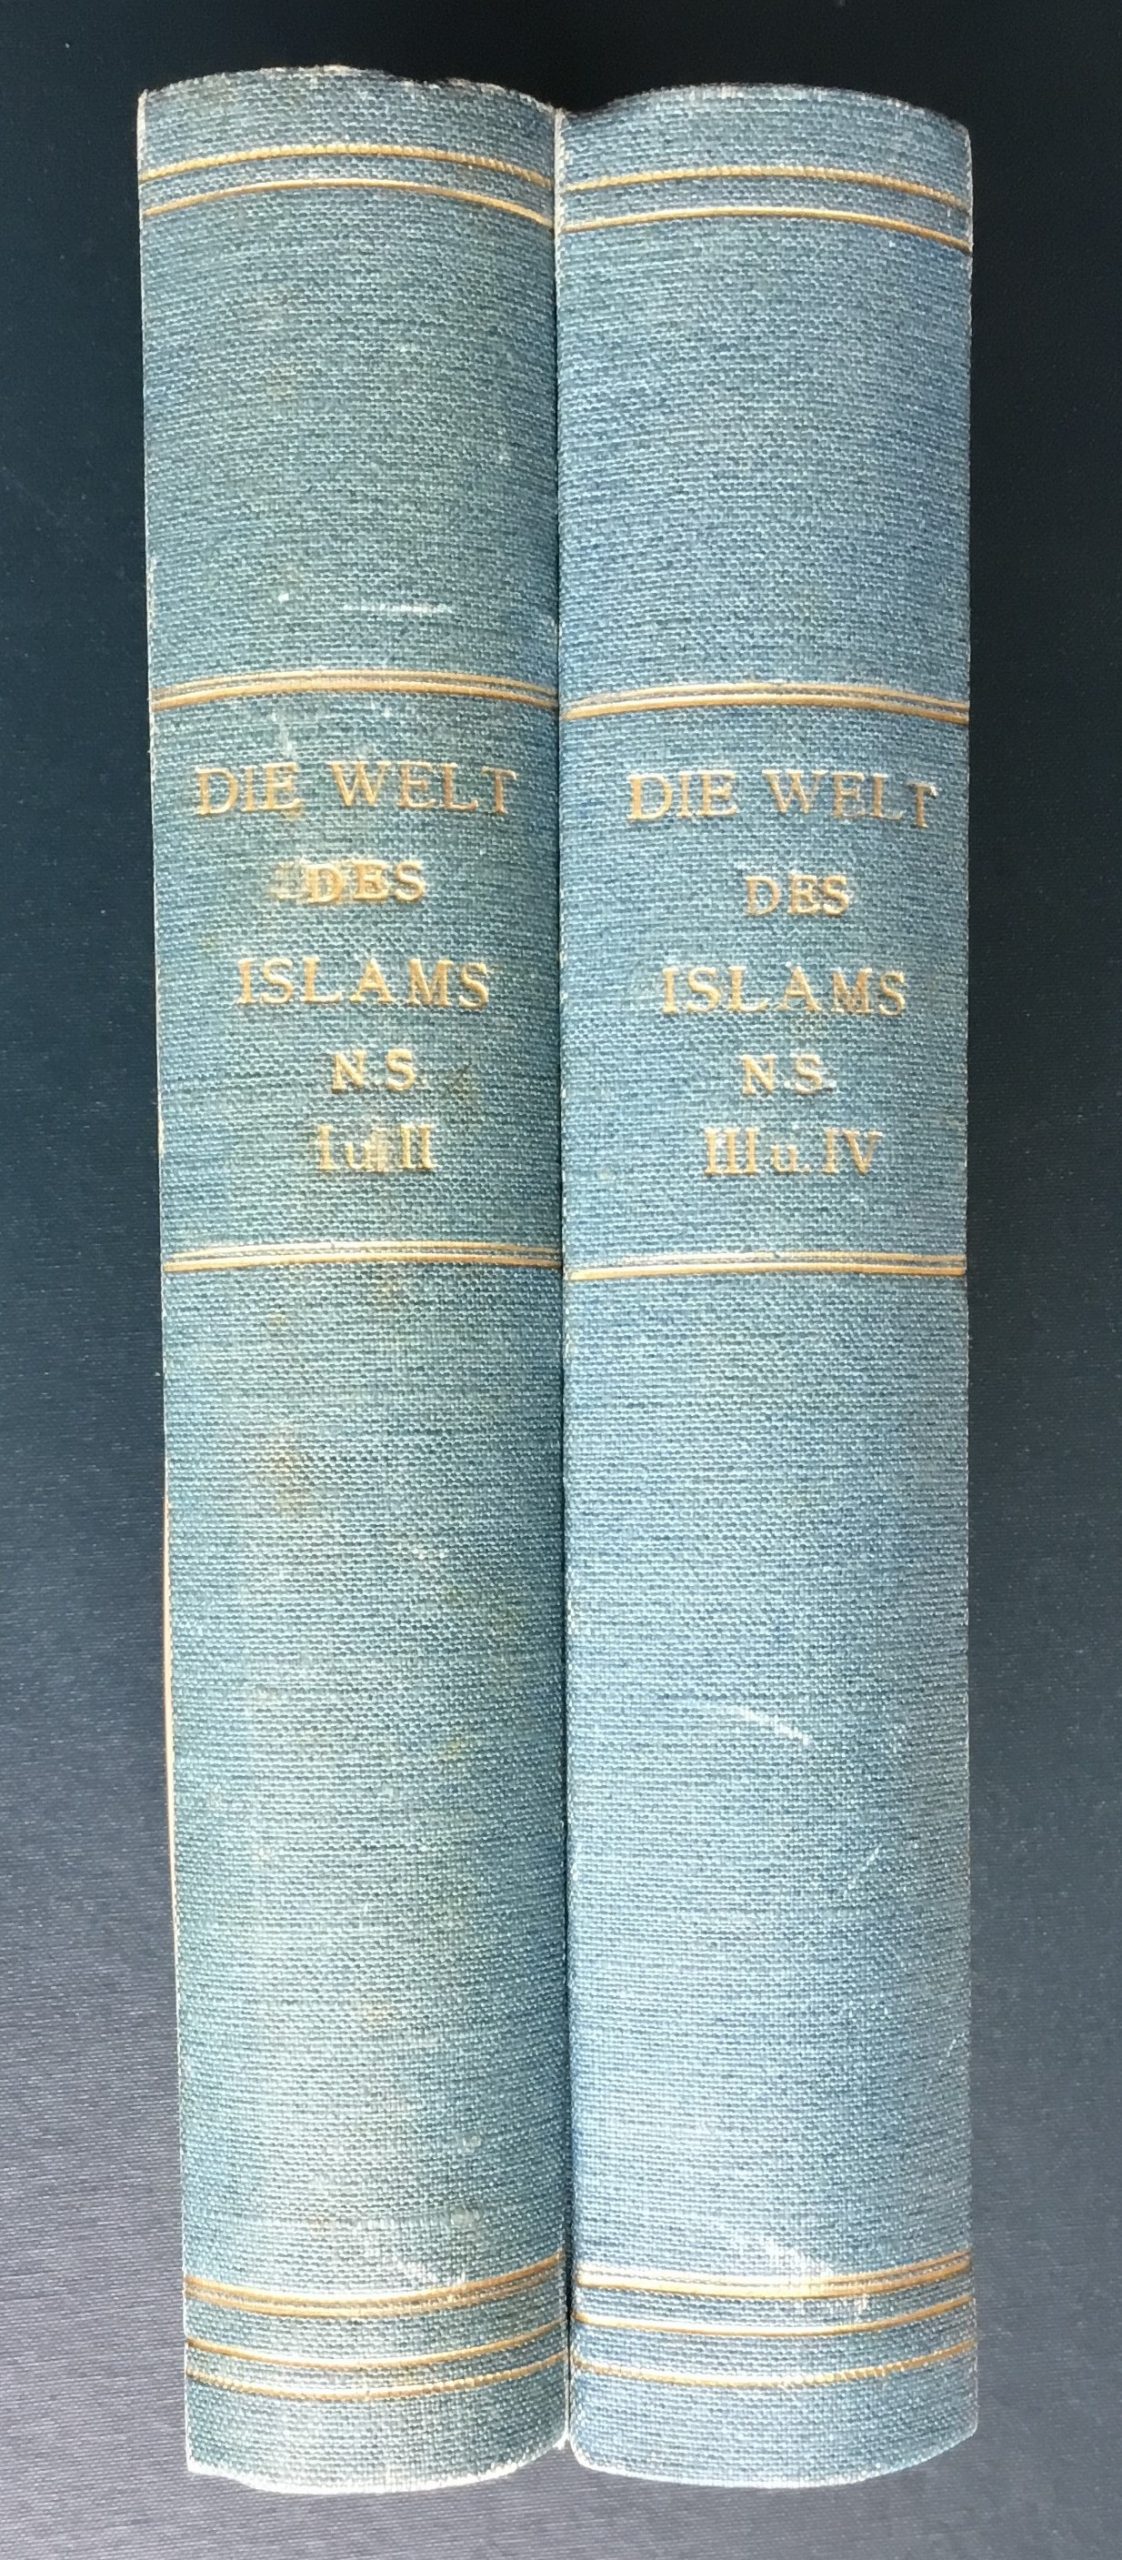 DIE WELT
DES
ISLAMS
N.S.
I u. II
DIE WELT
DES
ISLAMS
N.S.
III u. IV